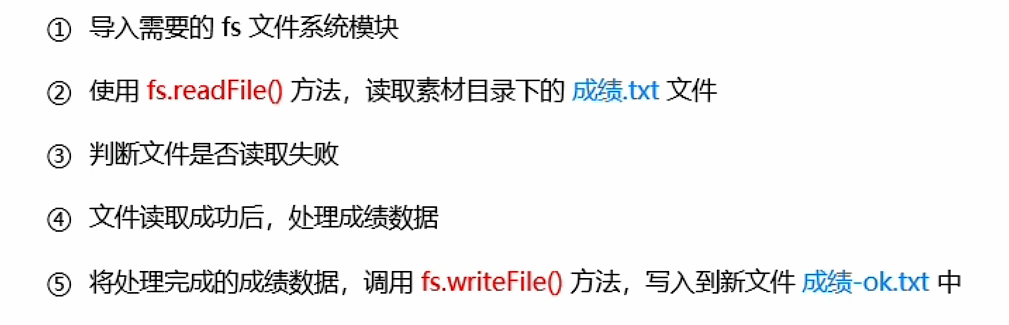 ① 导入需要的 fs 文件系统模块
② 使用 fs.readFile() 方法，读取素材目录下的 成绩.txt 文件
③ 判断文件是否读取失败
④ 文件读取成功后，处理成绩数据
⑤ 将处理完成的成绩数据，调用 fs.writeFile() 方法，写入到新文件 成绩-ok.txt 中